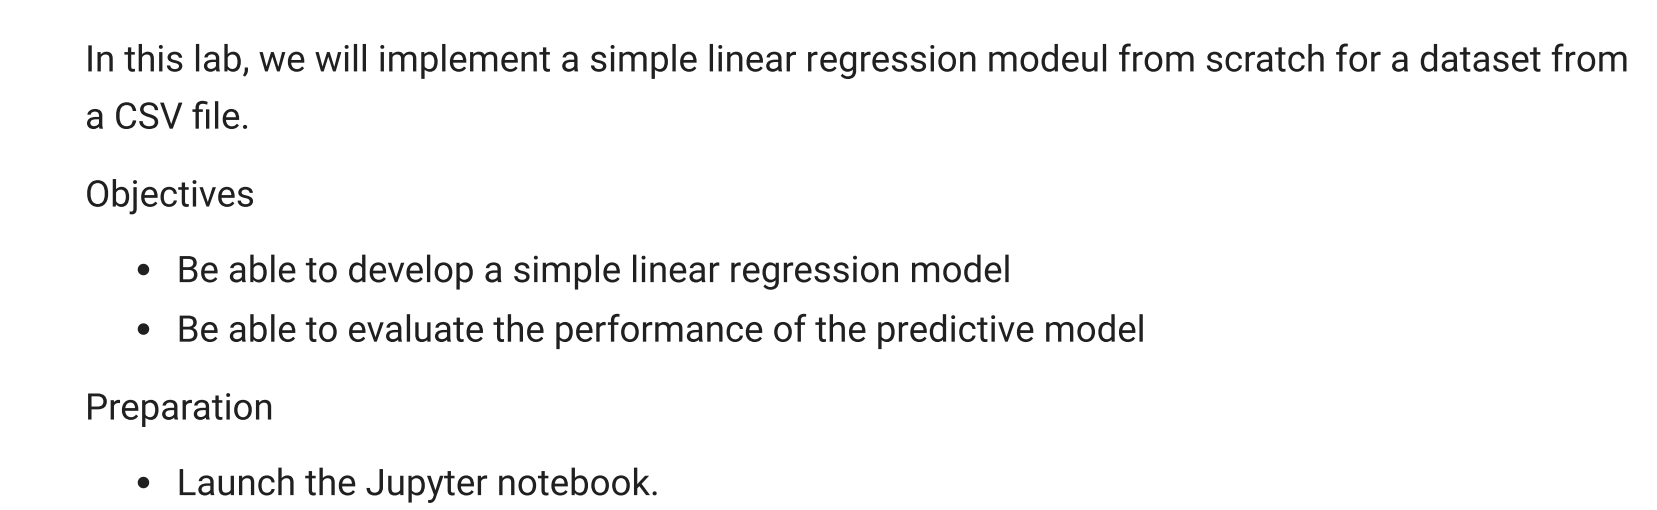 In this lab, we will implement a simple linear regression modeul from scratch for a dataset from
a CSV file.
Objectives
• Be able to develop a simple linear regression model
• Be able to evaluate the performance of the predictive model
Preparation
• Launch the Jupyter notebook.